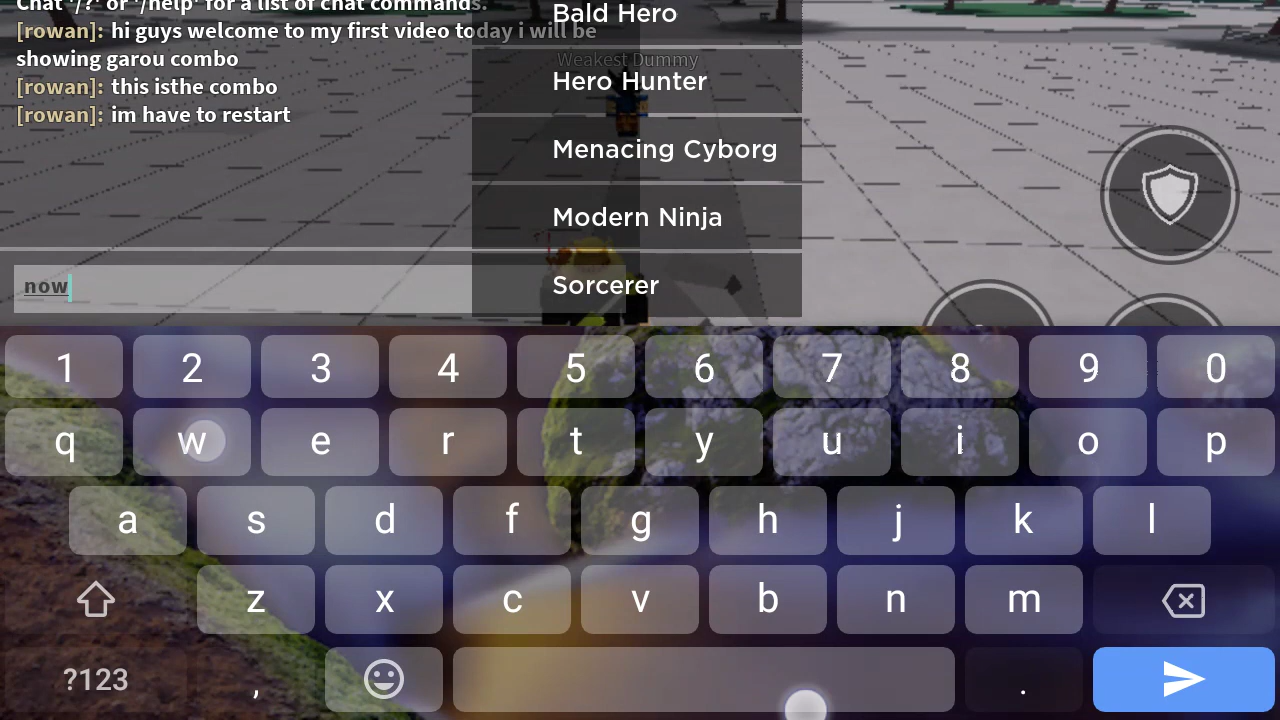 Chat '/?' or '/help' for a list of chat commands.
[rowan]: hi guys welcome to my first video today i will be
showing garou combo
[rowan]: this isthe combo
[rowan]: im have to restart
Weakest Dummy
Bald Hero
Hero Hunter
Menacing Cyborg
Modern Ninja
Sorcerer
now
1 2 3 4 5 6 7 8 9 0
q w e r t y u i o p
a s d f g h j k l
z x c v b n m
?123 , .